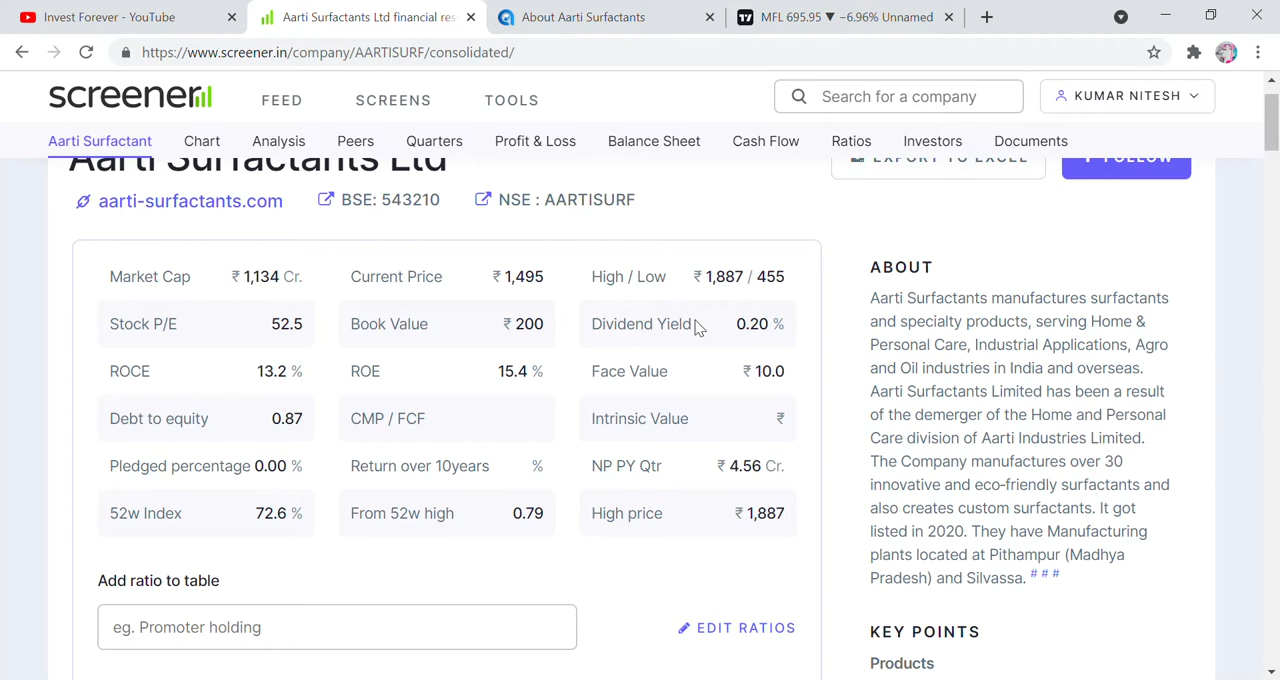 Invest Forever - YouTube
Aarti Surfactants Ltd financial res
About Aarti Surfactants
MFL 695.95 ▼ −6.96% Unnamed
https://www.screener.in/company/AARTISURF/consolidated/
screener
FEED
SCREENS
TOOLS
Search for a company
KUMAR NITESH
Aarti Surfactant
Chart
Analysis
Peers
Quarters
Profit & Loss
Balance Sheet
Cash Flow
Ratios
Investors
Documents
Aarti Surfactants Ltd
EXPORT TO EXCEL
+ FOLLOW
aarti-surfactants.com
BSE: 543210
NSE : AARTISURF
Market Cap ₹ 1,134 Cr.
Current Price ₹ 1,495
High / Low ₹ 1,887 / 455
Stock P/E 52.5
Book Value ₹ 200
Dividend Yield 0.20 %
ROCE 13.2 %
ROE 15.4 %
Face Value ₹ 10.0
Debt to equity 0.87
CMP / FCF
Intrinsic Value ₹
Pledged percentage 0.00 %
Return over 10years %
NP PY Qtr ₹ 4.56 Cr.
52w Index 72.6 %
From 52w high 0.79
High price ₹ 1,887
Add ratio to table
eg. Promoter holding
EDIT RATIOS
ABOUT
Aarti Surfactants manufactures surfactants
and specialty products, serving Home &
Personal Care, Industrial Applications, Agro
and Oil industries in India and overseas.
Aarti Surfactants Limited has been a result
of the demerger of the Home and Personal
Care division of Aarti Industries Limited.
The Company manufactures over 30
innovative and eco-friendly surfactants and
also creates custom surfactants. It got
listed in 2020. They have Manufacturing
plants located at Pithampur (Madhya
Pradesh) and Silvassa. # # #
KEY POINTS
Products